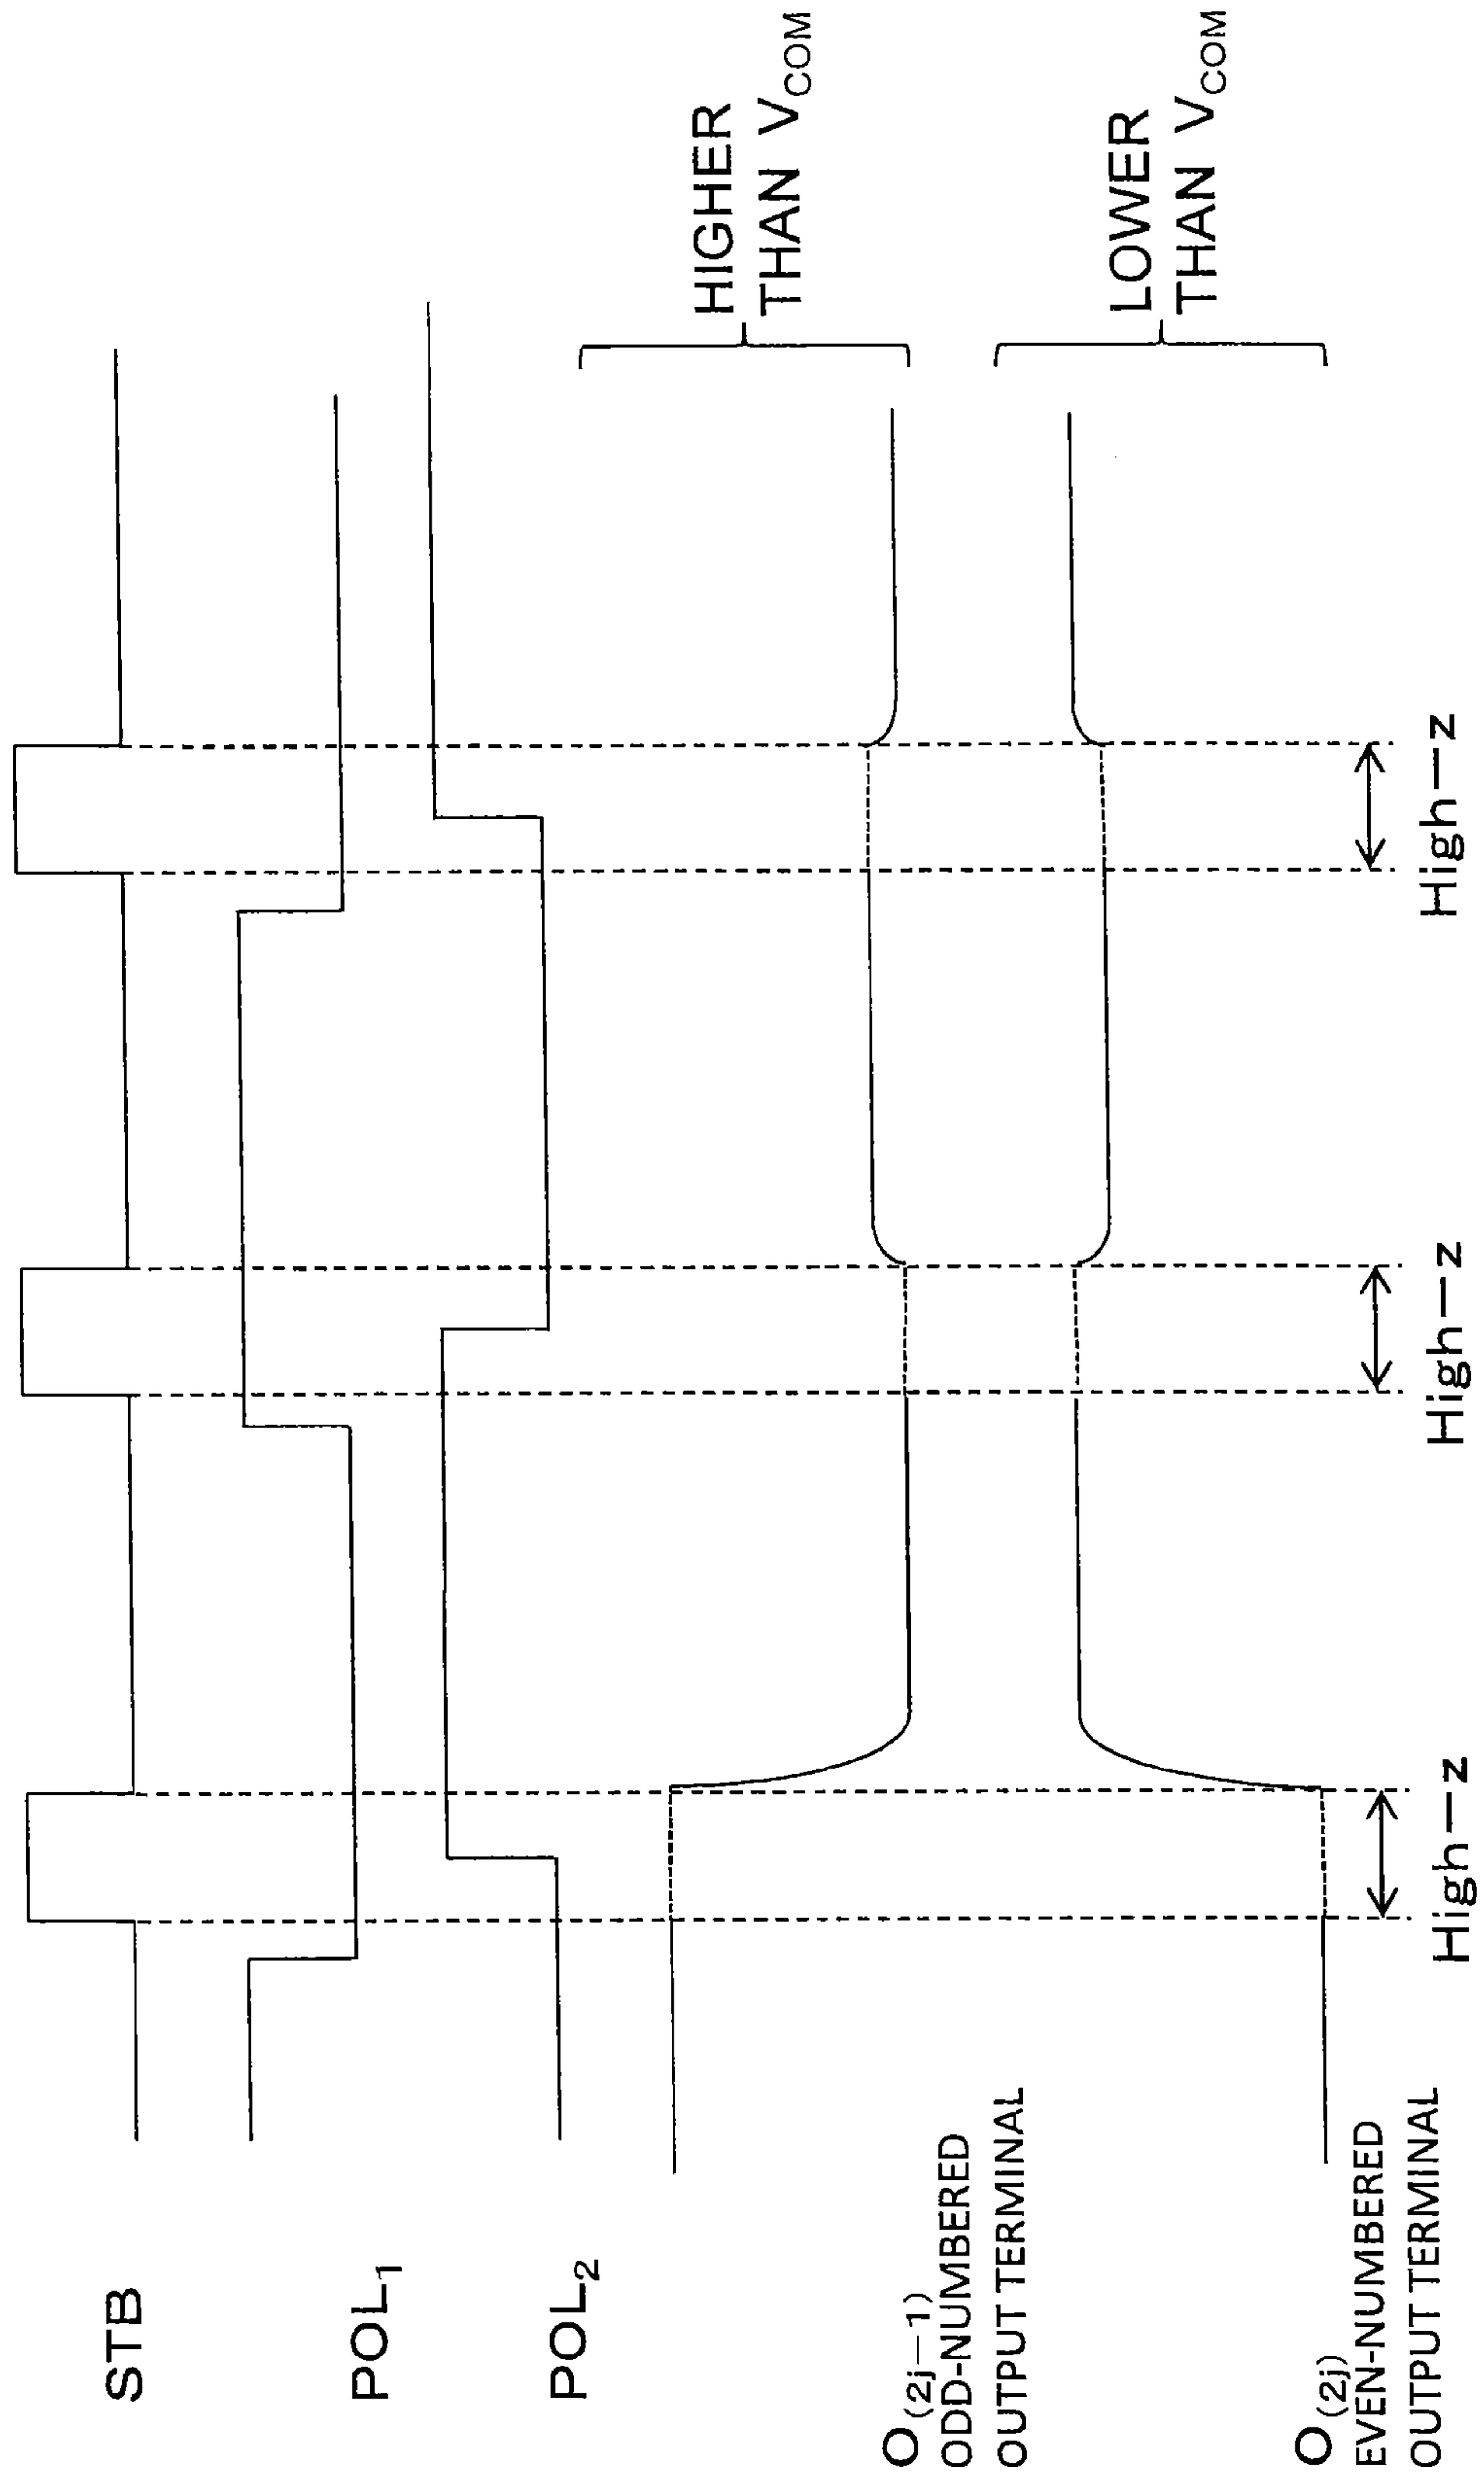 STB
POL1
POL2
O(2j−1)
ODD-NUMBERED
OUTPUT TERMINAL
O(2j)
EVEN-NUMBERED
OUTPUT TERMINAL
HIGHER
THAN VCOM
LOWER
THAN VCOM
High−z
High−z
High−z